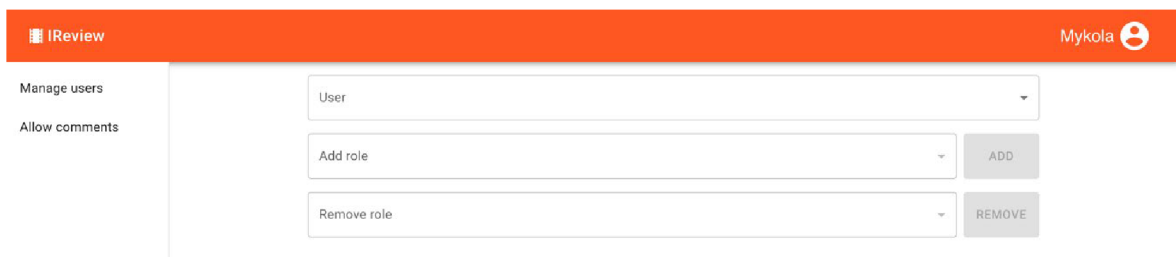 IReview
Mykola
Manage users
Allow comments
User
Add role
ADD
Remove role
REMOVE